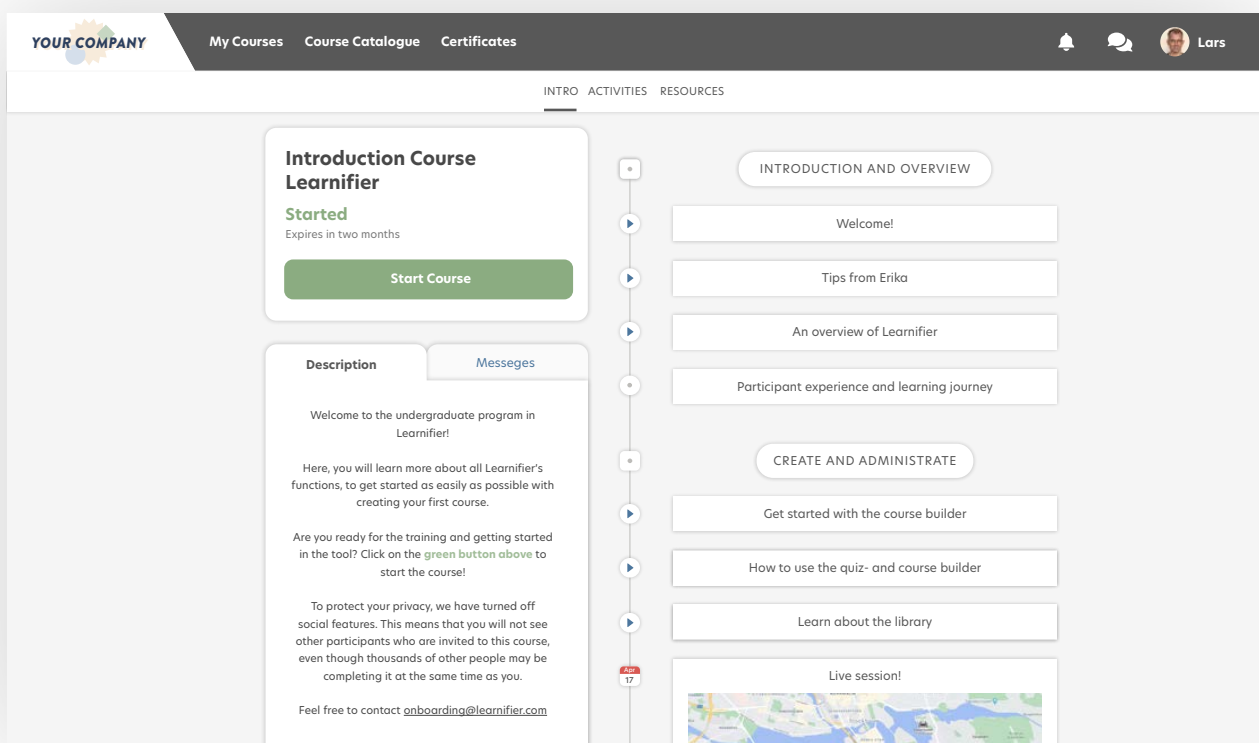 YOUR COMPANY
My Courses
Course Catalogue
Certificates
Lars
INTRO
ACTIVITIES
RESOURCES
Introduction Course
Learnifier
Started
Expires in two months
Start Course
Description
Messeges
Welcome to the undergraduate program in
Learnifier!
Here, you will learn more about all Learnifier's
functions, to get started as easily as possible with
creating your first course.
Are you ready for the training and getting started
in the tool? Click on the green button above to
start the course!
To protect your privacy, we have turned off
social features. This means that you will not see
other participants who are invited to this course,
even though thousands of other people may be
completing it at the same time as you.
Feel free to contact onboarding@learnifier.com
INTRODUCTION AND OVERVIEW
Welcome!
Tips from Erika
An overview of Learnifier
Participant experience and learning journey
CREATE AND ADMINISTRATE
Get started with the course builder
How to use the quiz- and course builder
Learn about the library
Apr
17
Live session!